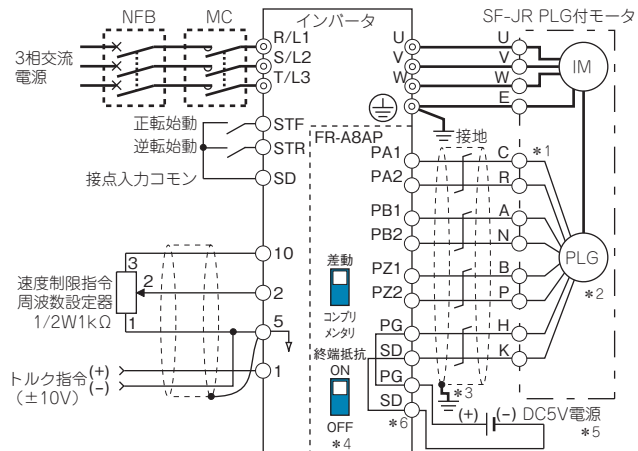 NFB
MC
インバータ
SF-JR PLG付モータ
3相交流
電源
R/L1
S/L2
T/L3
U
V
W
U
V
W
E
IM
正転始動
逆転始動
接点入力コモン
STF
STR
SD
FR-A8AP
接地
PA1
PA2
PB1
PB2
PZ1
PZ2
PG
SD
PG
SD
C
R
A
N
B
P
H
K
*1
PLG
*2
速度制限指令
周波数設定器
1/2W1kΩ
3
2
1
10
2
5
1
トルク指令
(±10V)
(+)
(-)
差動
コンプリ
メンタリ
終端抵抗
ON
OFF
*4
*6
*3
(+)
(-)
DC5V電源
*5